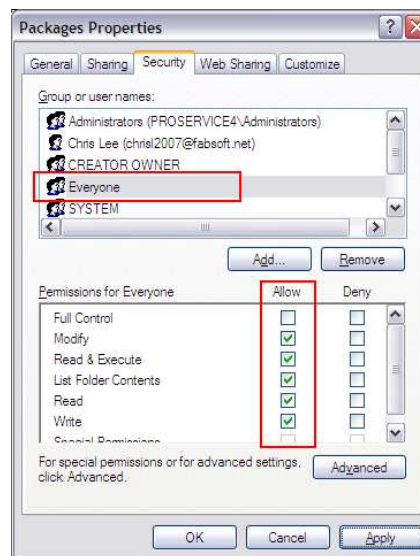 Packages Properties
General Sharing Security Web Sharing Customize
Group or user names:
Administrators (PROSERVICE4\Administrators)
Chris Lee (chrisl2007@fabsoft.net)
CREATOR OWNER
Everyone
SYSTEM
Add... Remove
Permissions for Everyone Allow Deny
Full Control
Modify
Read & Execute
List Folder Contents
Read
Write
Special Permissions
For special permissions or for advanced settings,
click Advanced.
Advanced
OK Cancel Apply